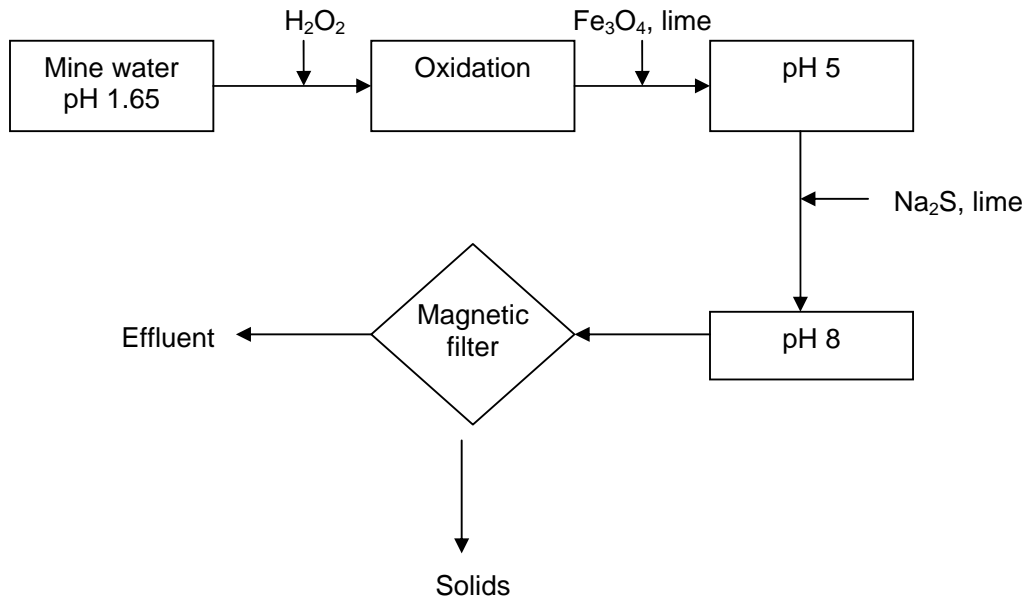 H₂O₂
Fe₃O₄, lime
Mine water
pH 1.65
Oxidation
pH 5
Na₂S, lime
Magnetic
filter
Effluent
pH 8
Solids